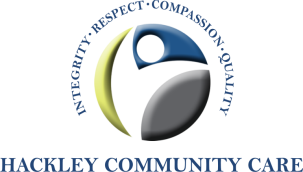 INTEGRITY · RESPECT · COMPASSION · QUALITY
HACKLEY COMMUNITY CARE